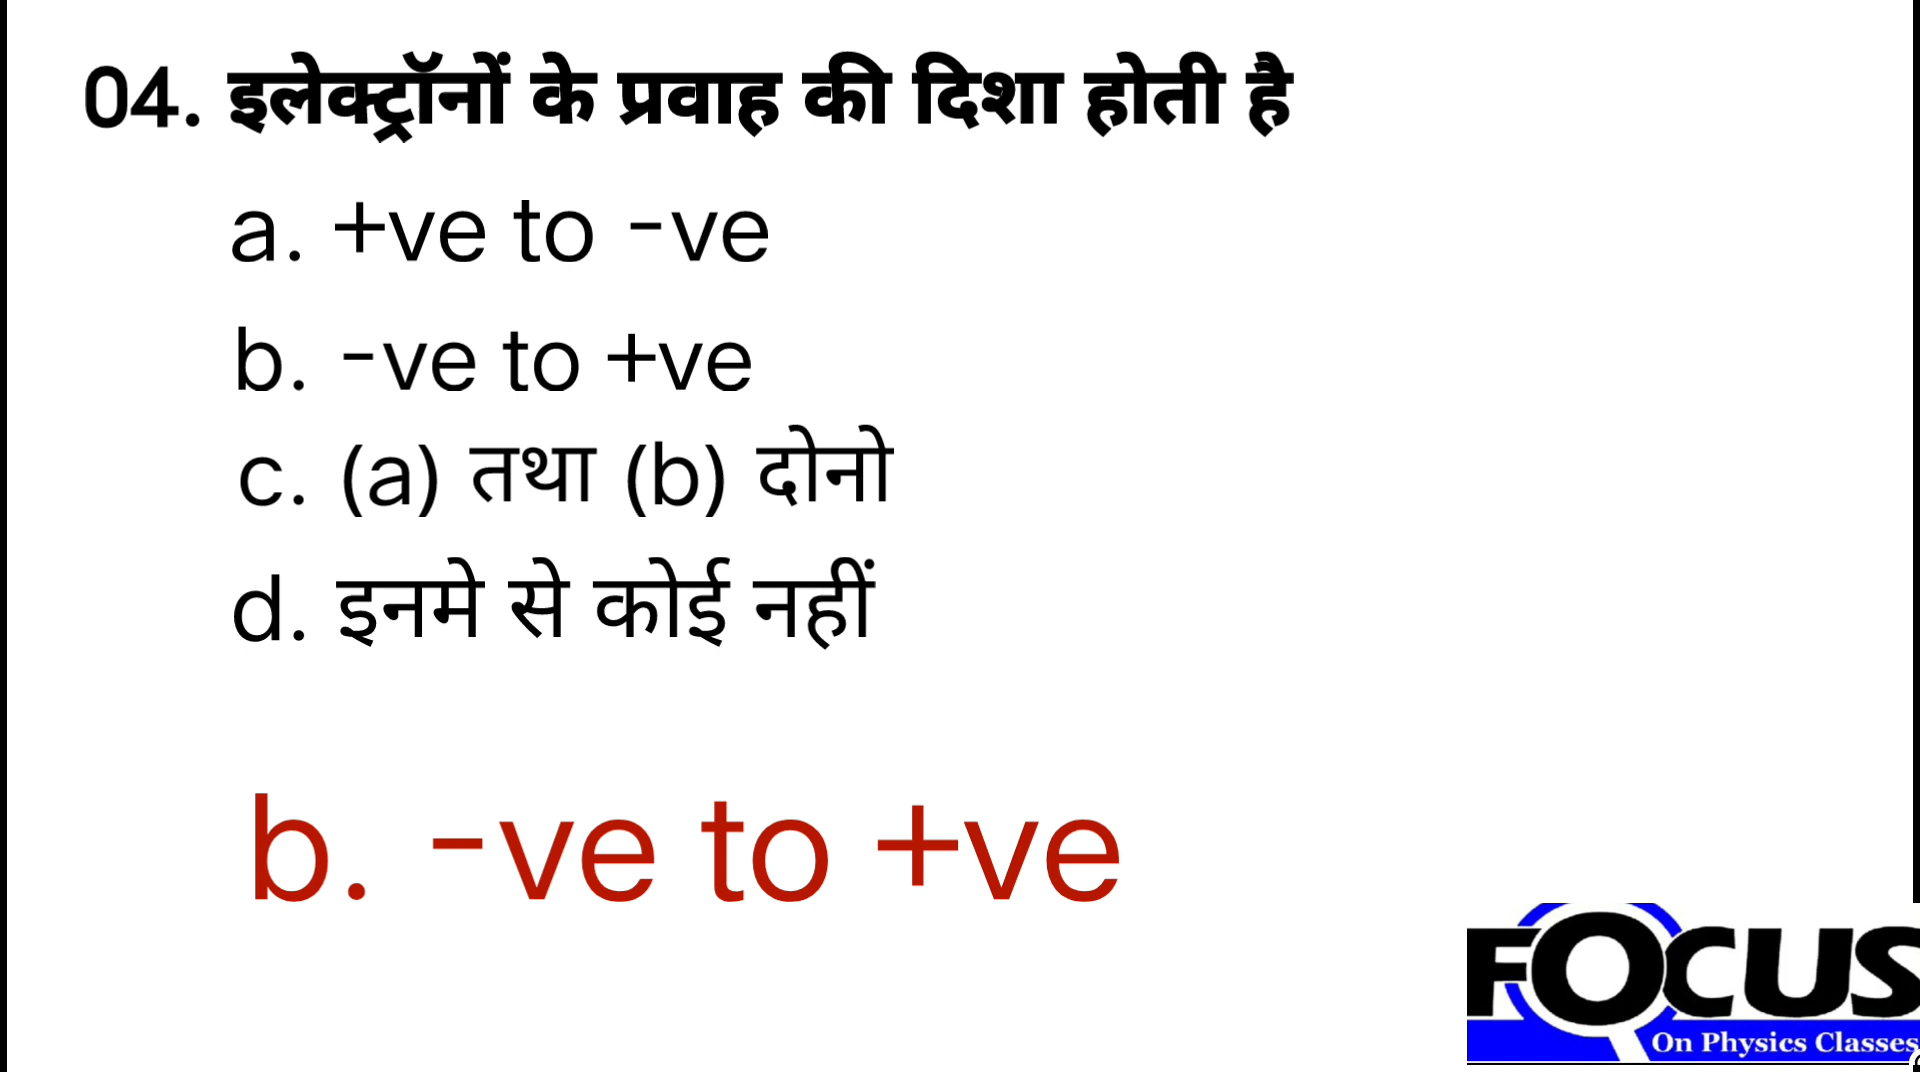 04. इलेक्ट्रॉनों के प्रवाह की दिशा होती है
a. +ve to -ve
b. -ve to +ve
c. (a) तथा (b) दोनो
d. इनमे से कोई नहीं
b. -ve to +ve
FOCUS
On Physics Classes